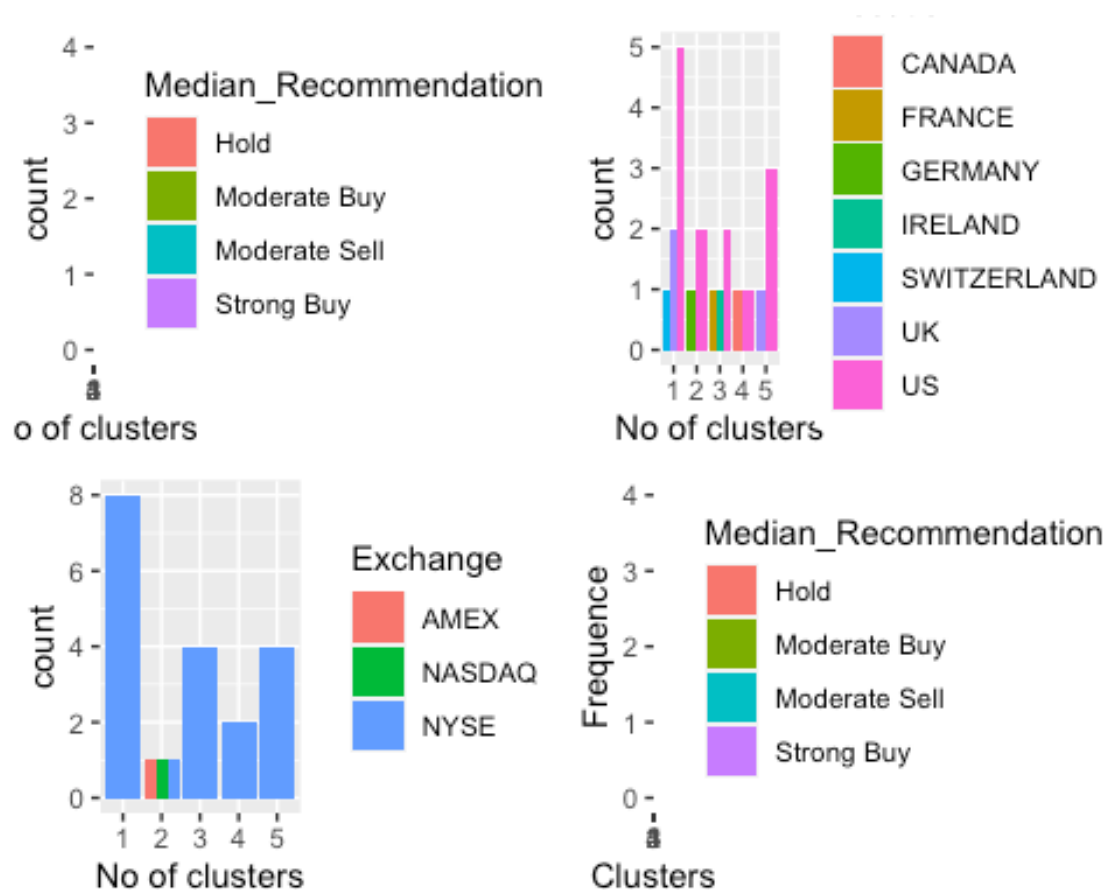 4
3
2
1
0
count
o of clusters
Median_Recommendation
Hold
Moderate Buy
Moderate Sell
Strong Buy
5
4
3
2
1
0
count
1 2 3 4 5
No of clusters
CANADA
FRANCE
GERMANY
IRELAND
SWITZERLAND
UK
US
8
6
4
2
0
count
1 2 3 4 5
No of clusters
Exchange
AMEX
NASDAQ
NYSE
4
3
2
1
0
Frequence
Clusters
Median_Recommendation
Hold
Moderate Buy
Moderate Sell
Strong Buy